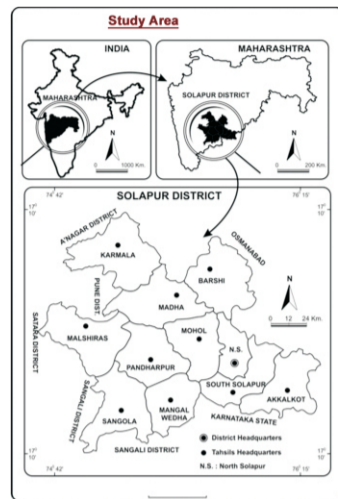 Study Area
INDIA
MAHARASHTRA
N
0 1000 Km.
MAHARASHTRA
SOLAPUR DISTRICT
N
0 200 Km.
SOLAPUR DISTRICT
74° 42'
76° 15'
17° 10'
17° 10'
A'NAGAR DISTRICT
OSMANABAD
KARMALA
BARSHI
PUNE DIST.
MADHA
N
0 12 24 Km.
SATARA DISTRICT
MALSHIRAS
MOHOL
N.S.
PANDHARPUR
SOUTH SOLAPUR
AKKALKOT
SANGALI DISTRICT
SANGOLA
MANGAL
WEDHA
KARNATAKA STATE
SANGALI DISTRICT
District Headquarters
Tahsils Headquarters
N.S. : North Solapur
17° 10'
17° 10'
74° 42'
76° 15'